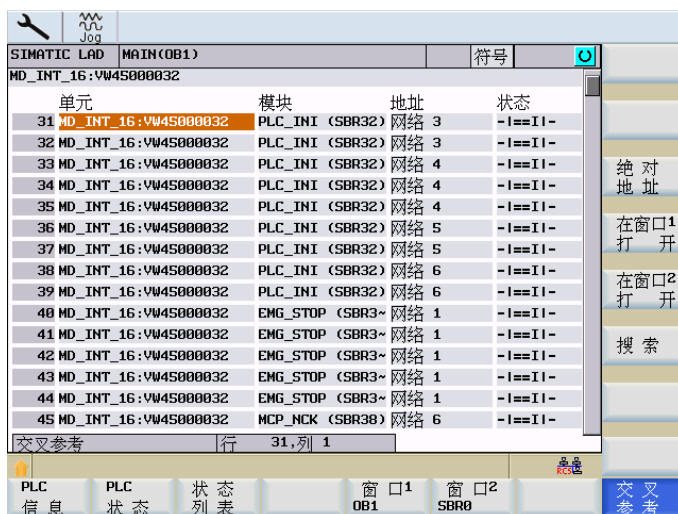 Jog
SIMATIC LAD MAIN(OB1) 符号
MD_INT_16:VW45000032
单元 模块 地址 状态
31 MD_INT_16:VW45000032 PLC_INI (SBR32) 网络 3 -|==I|-
32 MD_INT_16:VW45000032 PLC_INI (SBR32) 网络 3 -|==I|-
33 MD_INT_16:VW45000032 PLC_INI (SBR32) 网络 4 -|==I|-
34 MD_INT_16:VW45000032 PLC_INI (SBR32) 网络 4 -|==I|-
35 MD_INT_16:VW45000032 PLC_INI (SBR32) 网络 4 -|==I|-
36 MD_INT_16:VW45000032 PLC_INI (SBR32) 网络 5 -|==I|-
37 MD_INT_16:VW45000032 PLC_INI (SBR32) 网络 5 -|==I|-
38 MD_INT_16:VW45000032 PLC_INI (SBR32) 网络 6 -|==I|-
39 MD_INT_16:VW45000032 PLC_INI (SBR32) 网络 6 -|==I|-
40 MD_INT_16:VW45000032 EMG_STOP (SBR3~ 网络 1 -|==I|-
41 MD_INT_16:VW45000032 EMG_STOP (SBR3~ 网络 1 -|==I|-
42 MD_INT_16:VW45000032 EMG_STOP (SBR3~ 网络 1 -|==I|-
43 MD_INT_16:VW45000032 EMG_STOP (SBR3~ 网络 1 -|==I|-
44 MD_INT_16:VW45000032 EMG_STOP (SBR3~ 网络 1 -|==I|-
45 MD_INT_16:VW45000032 MCP_NCK (SBR38) 网络 6 -|==I|-
交叉参考 行 31,列 1
绝对
地址
在窗口1
打开
在窗口2
打开
搜索
RCS
PLC
信息
PLC
状态
状态
列表
窗口1
OB1
窗口2
SBR0
交叉
参考